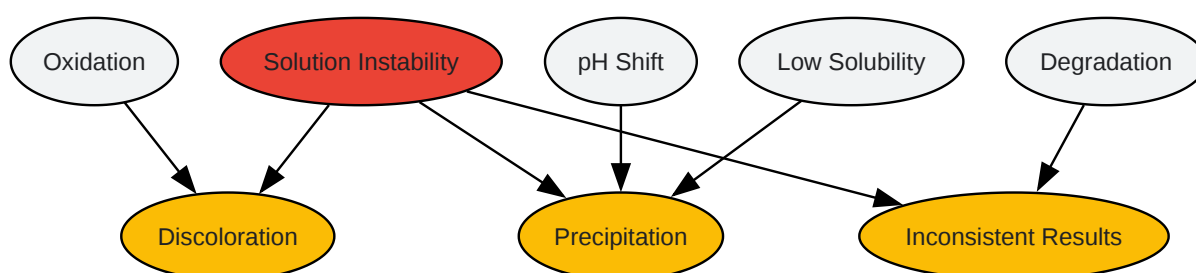 Oxidation
Solution Instability
pH Shift
Low Solubility
Degradation
Discoloration
Precipitation
Inconsistent Results